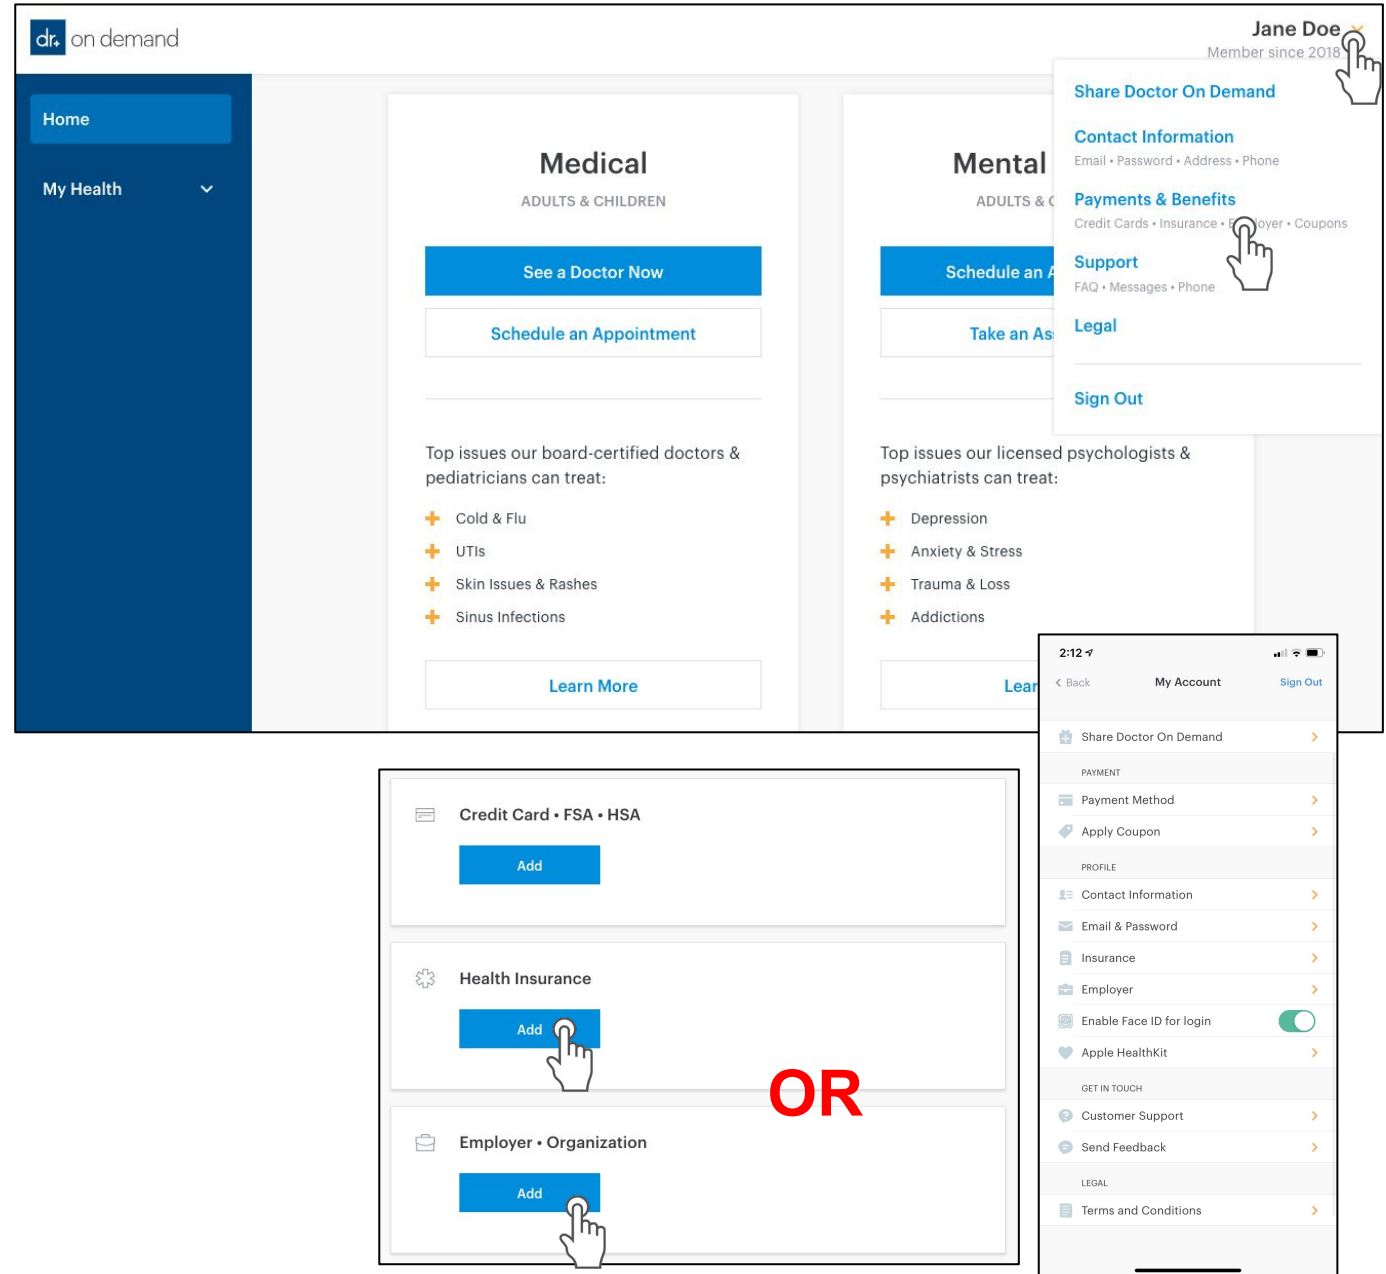 dr+ on demand
Jane Doe
Member since 2018
Home
My Health
Medical
ADULTS & CHILDREN
See a Doctor Now
Schedule an Appointment
Top issues our board-certified doctors &
pediatricians can treat:
Cold & Flu
UTIs
Skin Issues & Rashes
Sinus Infections
Learn More
Mental
ADULTS &
Schedule an
Take an
Top issues our licensed psychologists &
psychiatrists can treat:
Depression
Anxiety & Stress
Trauma & Loss
Addictions
Lear
Share Doctor On Demand
Contact Information
Email • Password • Address • Phone
Payments & Benefits
Credit Cards • Insurance • Employer • Coupons
Support
FAQ • Messages • Phone
Legal
Sign Out
Credit Card • FSA • HSA
Add
Health Insurance
Add
OR
Employer • Organization
Add
2:12
< Back My Account Sign Out
Share Doctor On Demand
PAYMENT
Payment Method
Apply Coupon
PROFILE
Contact Information
Email & Password
Insurance
Employer
Enable Face ID for login
Apple HealthKit
GET IN TOUCH
Customer Support
Send Feedback
LEGAL
Terms and Conditions